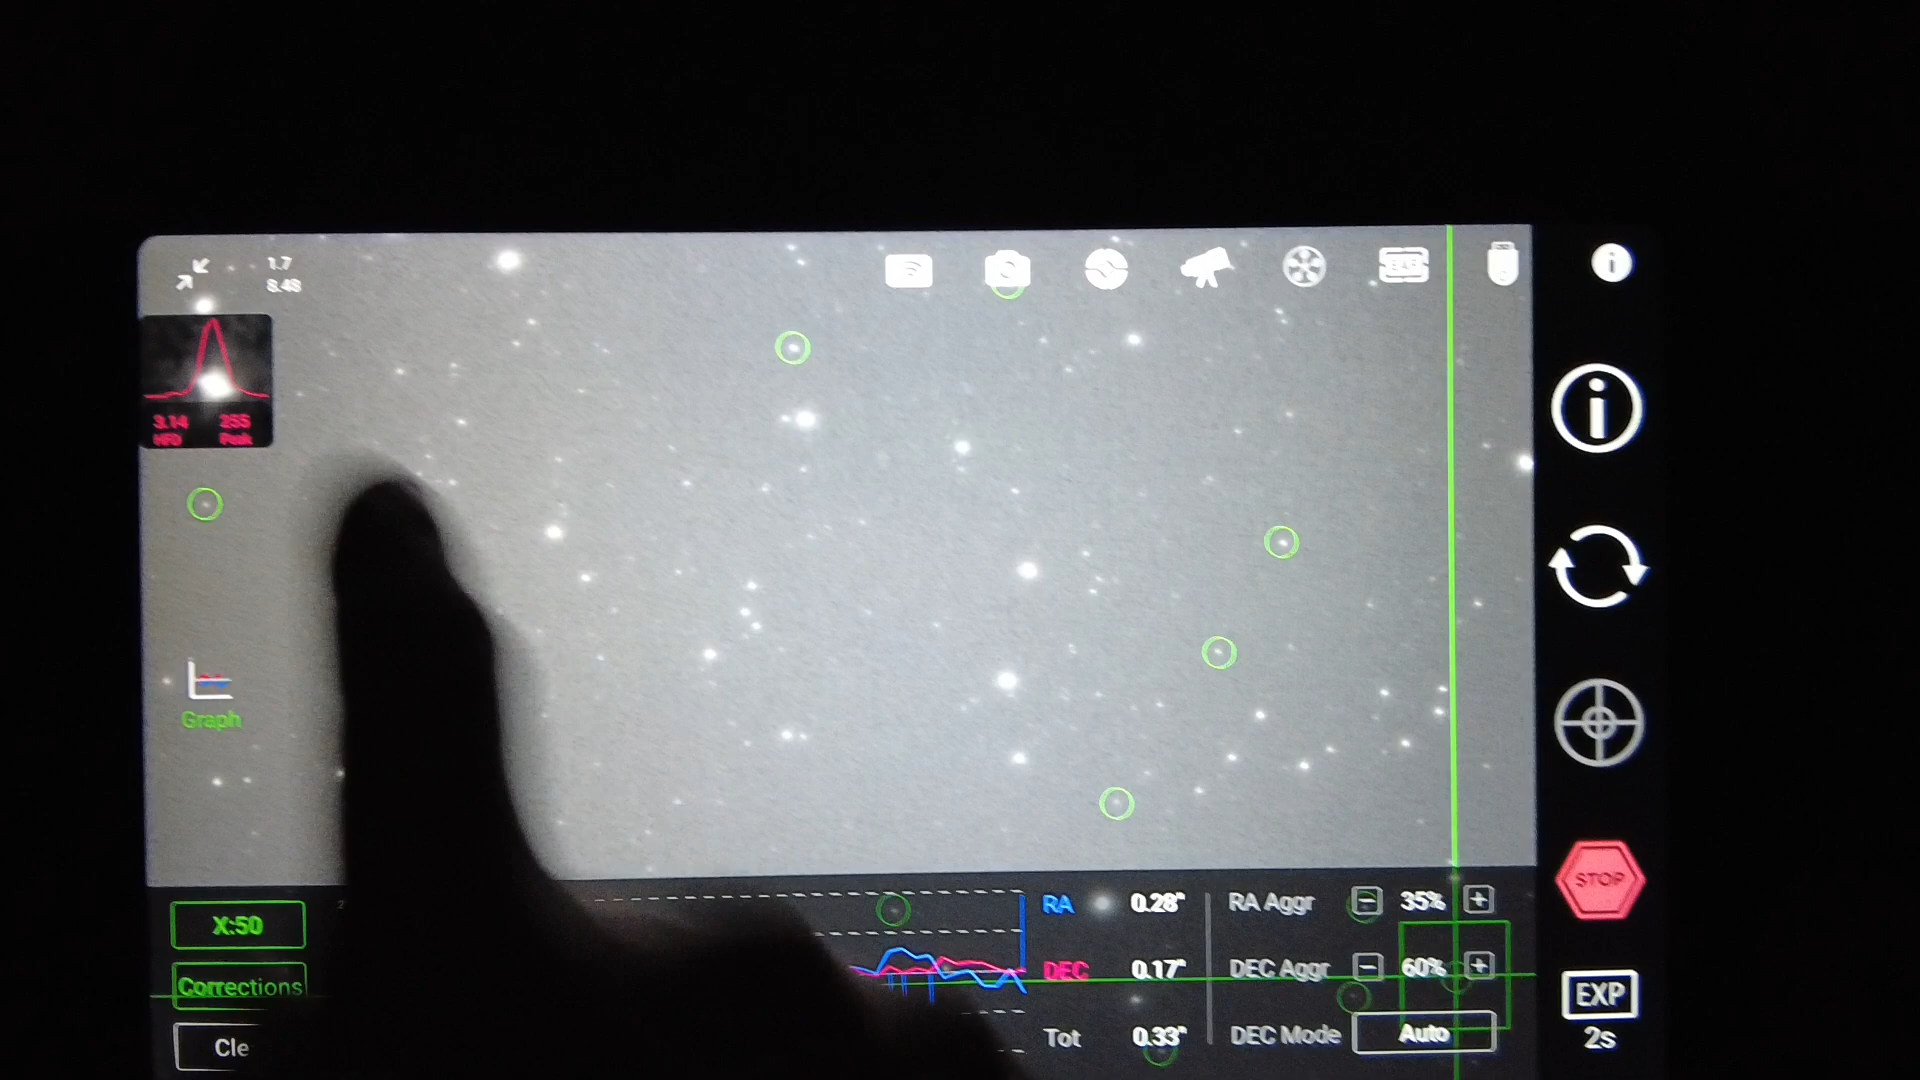 1.7
8.48
3.14 255
HFD Peak
Graph
X:50
Corrections
Cle
RA 0.28"
DEC 0.17"
Tot 0.33"
RA Aggr - 35% +
DEC Aggr - 60% +
DEC Mode Auto
STOP
EXP
2s